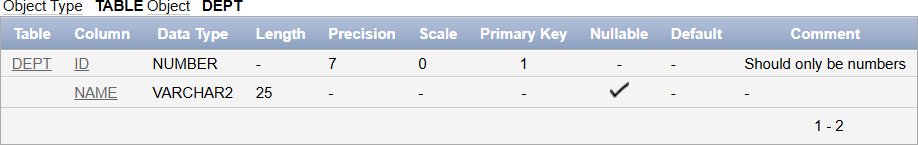 Object Type TABLE Object DEPT
Table Column Data Type Length Precision Scale Primary Key Nullable Default Comment
DEPT ID NUMBER - 7 0 1 - - Should only be numbers
NAME VARCHAR2 25 - - - ✓ - -
1 - 2